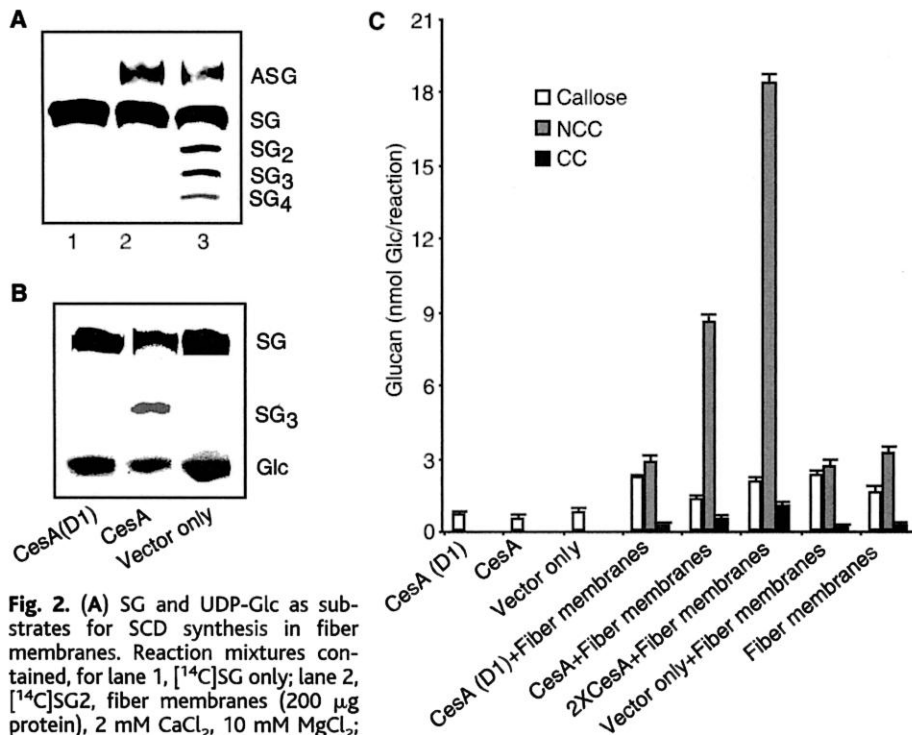 A
ASG
SG
SG2
SG3
SG4
1 2 3
B
SG
SG3
Glc
CesA(D1)
CesA
Vector only
Fig. 2. (A) SG and UDP-Glc as sub-
strates for SCD synthesis in fiber
membranes. Reaction mixtures con-
tained, for lane 1, [¹⁴C]SG only; lane 2,
[¹⁴C]SG2, fiber membranes (200 μg
protein), 2 mM CaCl₂, 10 mM MgCl₂;
C
Glucan (nmol Glc/reaction)
21
18
15
12
9
6
3
0
Callose
NCC
CC
CesA (D1)
CesA
Vector only
CesA (D1)+Fiber membranes
CesA+Fiber membranes
2XCesA+Fiber membranes
Vector only+Fiber membranes
Fiber membranes